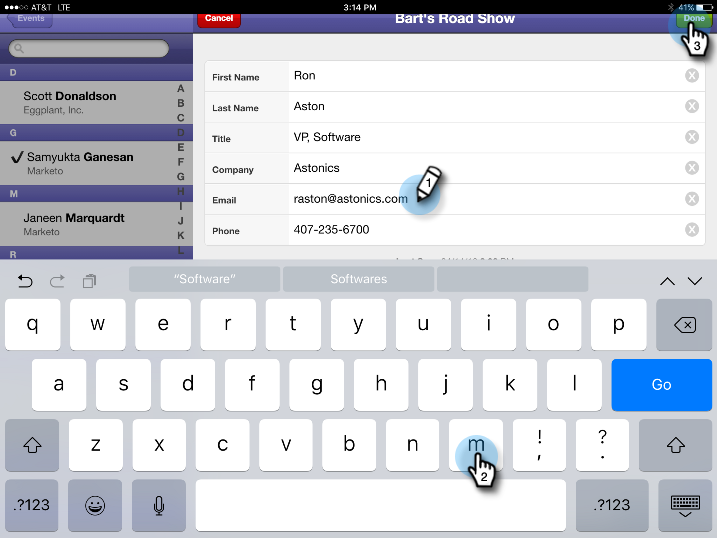 AT&T LTE
3:14 PM
41%
Events
Cancel
Bart's Road Show
Done
3
D
Scott Donaldson
Eggplant, Inc.
G
Samyukta Ganesan
Marketo
M
Janeen Marquardt
Marketo
R
A
B
C
D
E
F
G
H
I
J
K
L
First Name Ron
Last Name Aston
Title VP, Software
Company Astonics
Email raston@astonics.com
1
Phone 407-235-6700
"Software" Softwares
q w e r t y u i o p
a s d f g h j k l Go
z x c v b n m ! , ? .
2
.?123 .?123